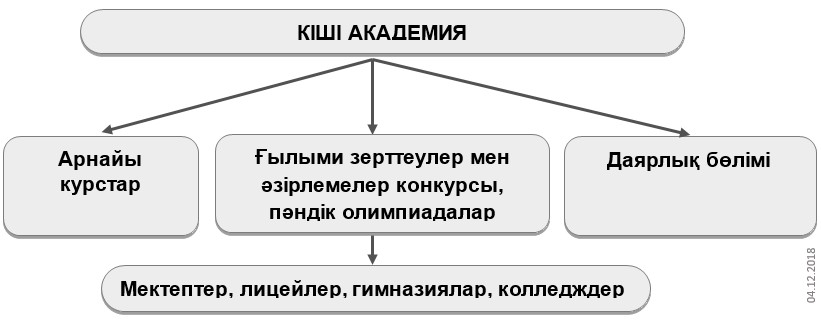 КІШІ АКАДЕМИЯ
Арнайы
курстар
Ғылыми зерттеулер мен
әзірлемелер конкурсы,
пәндік олимпиадалар
Даярлық бөлімі
Мектептер, лицейлер, гимназиялар, колледждер
04.12.2018